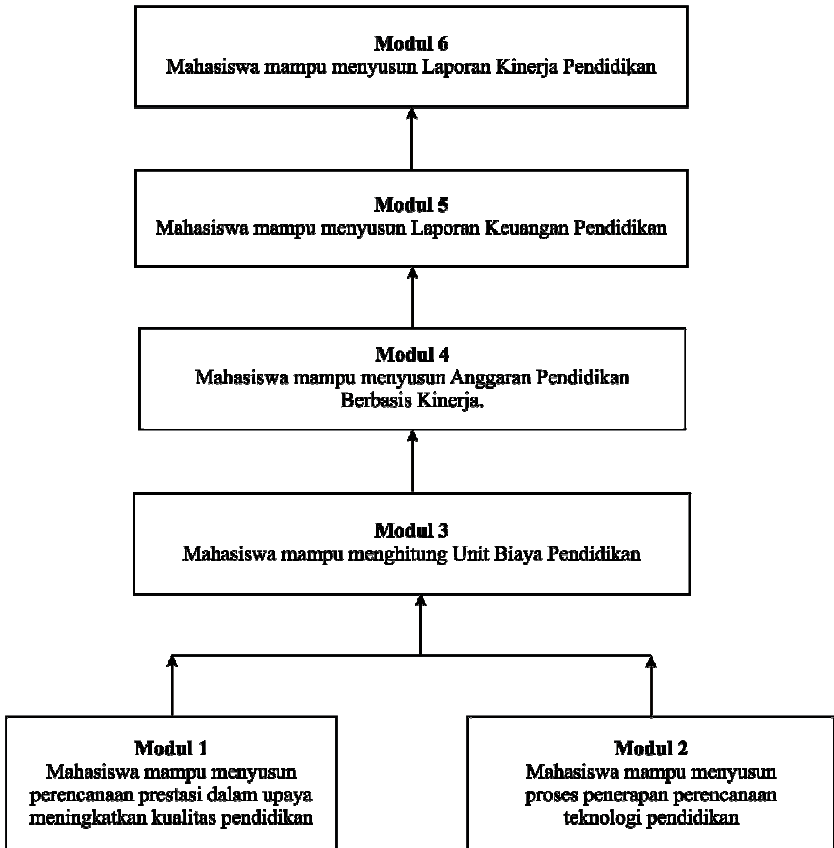 Modul 6
Mahasiswa mampu menyusun Laporan Kinerja Pendidikan
Modul 5
Mahasiswa mampu menyusun Laporan Keuangan Pendidikan
Modul 4
Mahasiswa mampu menyusun Anggaran Pendidikan
Berbasis Kinerja.
Modul 3
Mahasiswa mampu menghitung Unit Biaya Pendidikan
Modul 1
Mahasiswa mampu menyusun
perencanaan prestasi dalam upaya
meningkatkan kualitas pendidikan
Modul 2
Mahasiswa mampu menyusun
proses penerapan perencanaan
teknologi pendidikan